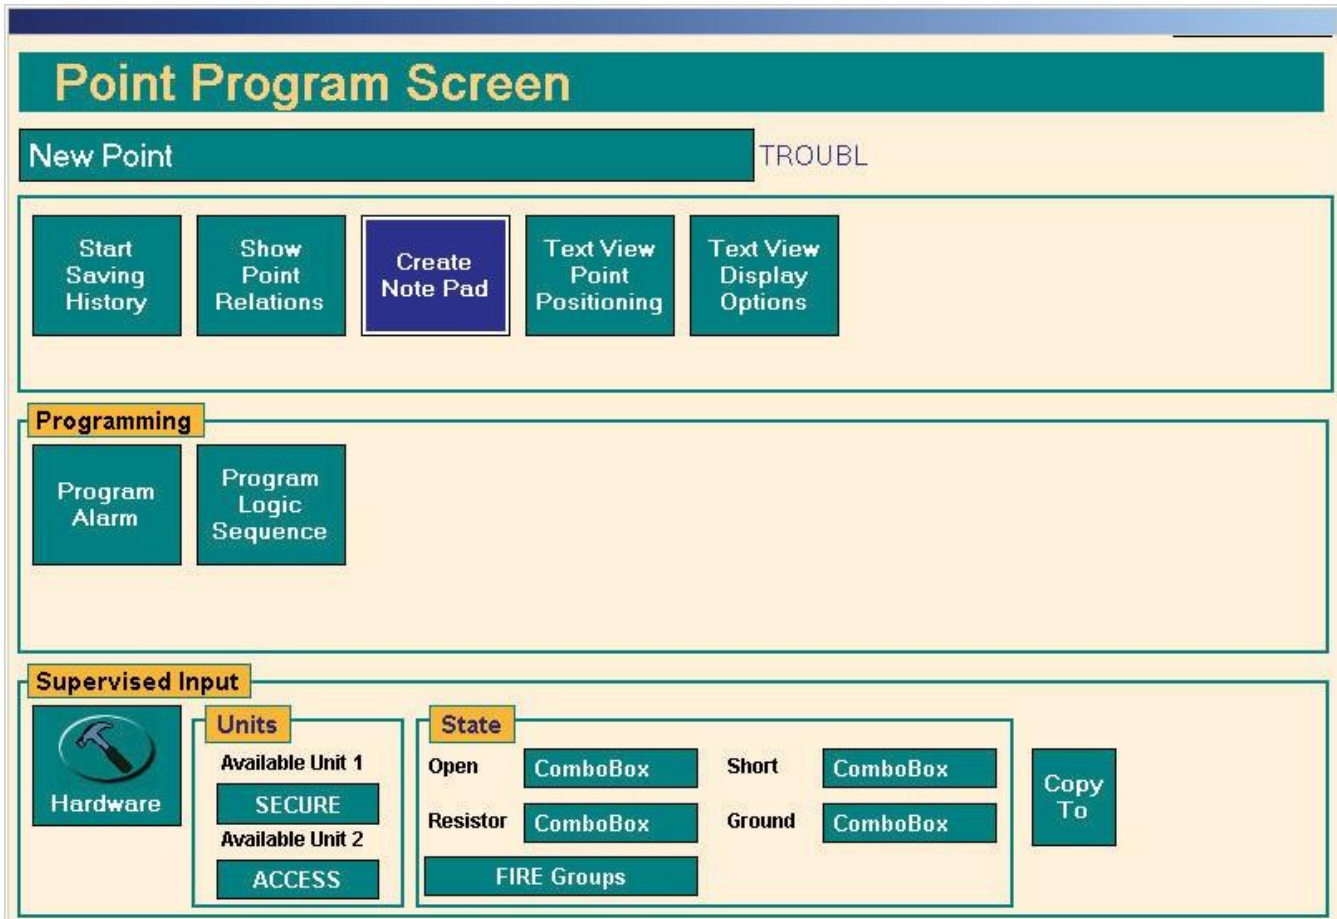 Point Program Screen
New Point
TROUBL
Start
Saving
History
Show
Point
Relations
Create
Note Pad
Text View
Point
Positioning
Text View
Display
Options
Programming
Program
Alarm
Program
Logic
Sequence
Supervised Input
Hardware
Units
Available Unit 1
SECURE
Available Unit 2
ACCESS
State
Open ComboBox Short ComboBox
Resistor ComboBox Ground ComboBox
FIRE Groups
Copy
To